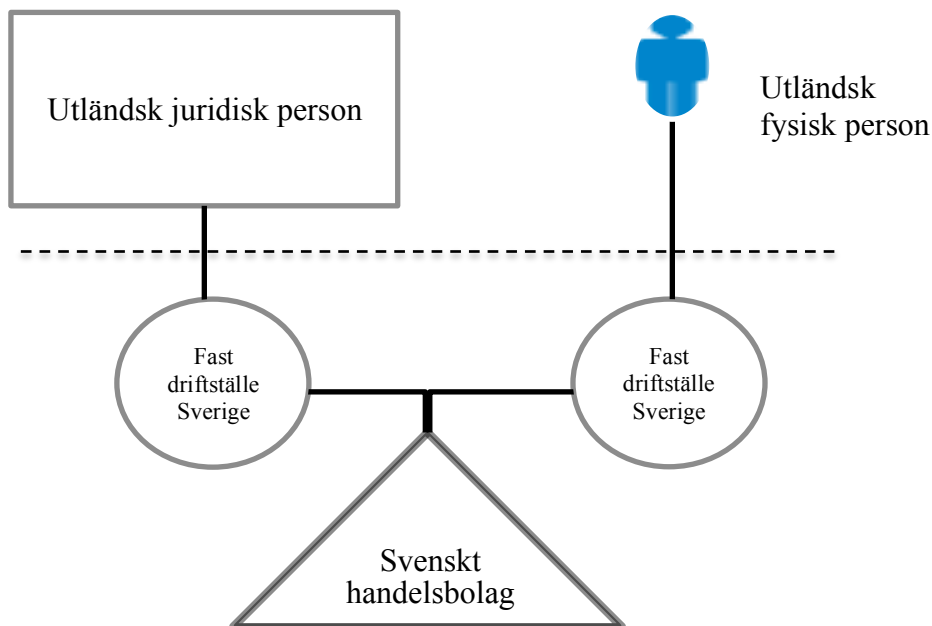 Utländsk juridisk person
Utländsk
fysisk person
Fast
driftställe
Sverige
Fast
driftställe
Sverige
Svenskt
handelsbolag